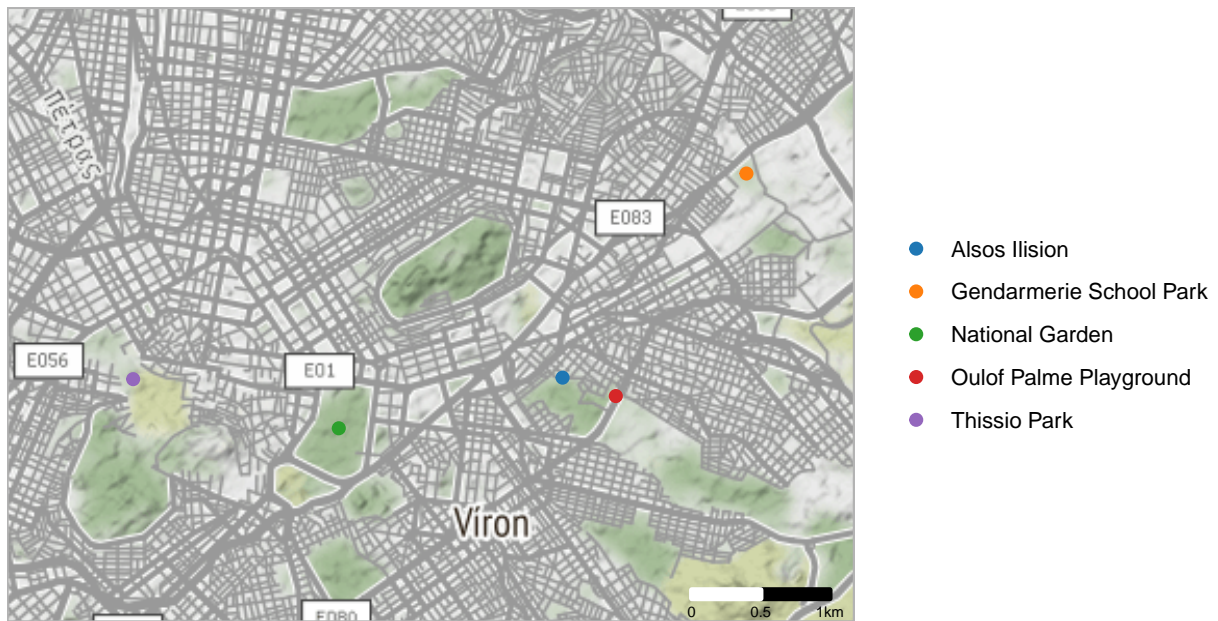 Πέτρας
E083
E056
E01
Víron
E080
0 0.5 1km
Alsos Ilision
Gendarmerie School Park
National Garden
Oulof Palme Playground
Thissio Park